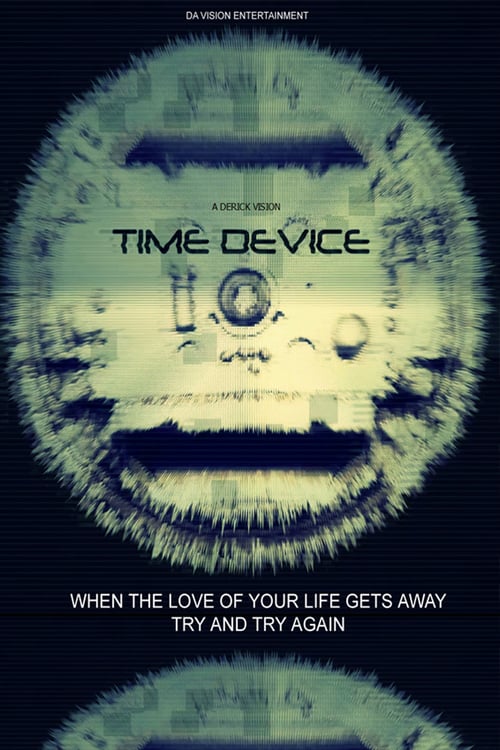 DA VISION ENTERTAINMENT
A DERICK VISION
TIME DEVICE
WHEN THE LOVE OF YOUR LIFE GETS AWAY
TRY AND TRY AGAIN